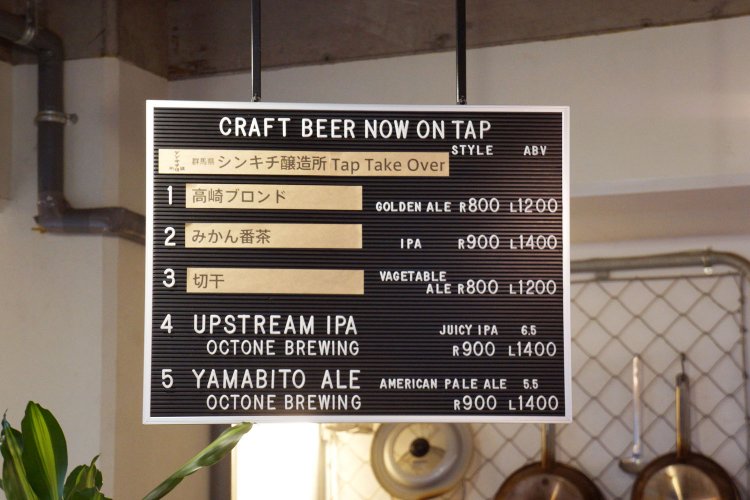 CRAFT BEER NOW ON TAP
STYLE ABV
群馬県 シンキチ醸造所 Tap Take Over
1 高崎ブロンド GOLDEN ALE R800 L1200
2 みかん番茶 IPA R900 L1400
3 切干 VAGETABLE
ALE R800 L1200
4 UPSTREAM IPA JUICY IPA 6.5
OCTONE BREWING R900 L1400
5 YAMABITO ALE AMERICAN PALE ALE 5.5
OCTONE BREWING R900 L1400